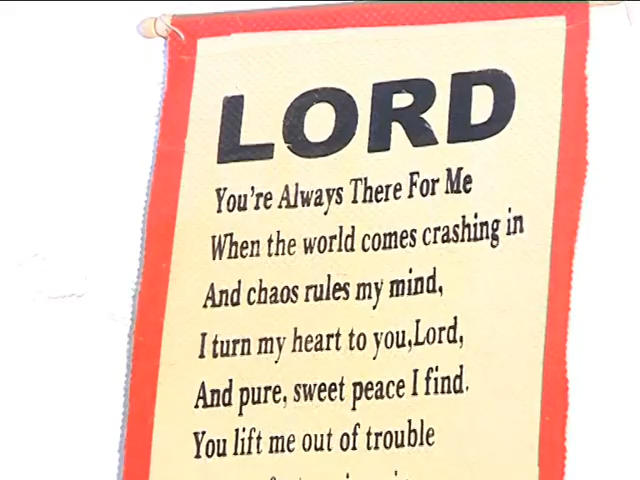 LORD
You're Always There For Me
When the world comes crashing in
And chaos rules my mind,
I turn my heart to you,Lord,
And pure, sweet peace I find.
You lift me out of trouble